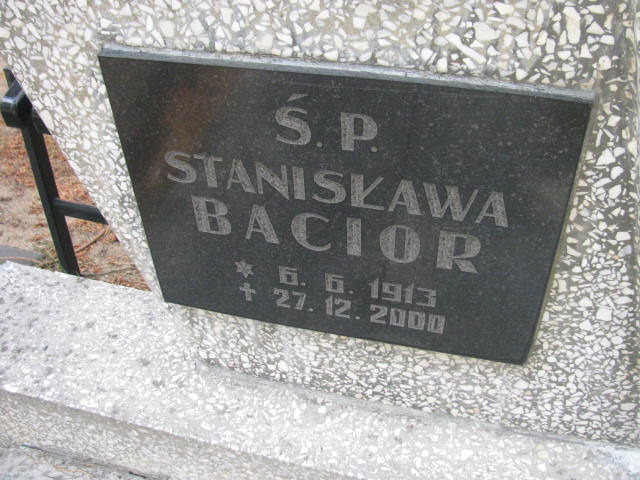 Ś. P.
STANISŁAWA
BACIOR
* 6. 6. 1913
✝ 27. 12. 2000